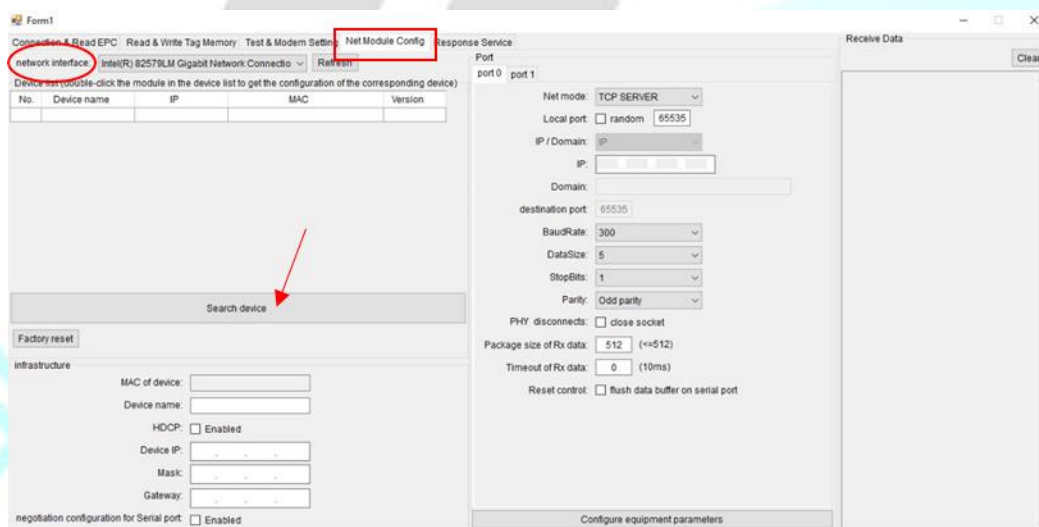 Form1
Connection & Read EPC Read & Write Tag Memory Test & Modem Setting Net Module Config Response Service
network interface: Intel(R) 82579LM Gigabit Network Connectio Refresh
Device list (double-click the module in the device list to get the configuration of the corresponding device)
No. Device name IP MAC Version
Search device
Factory reset
Infrastructure
MAC of device:
Device name:
HDCP: Enabled
Device IP: . . .
Mask: . . .
Gateway: . . .
negotiation configuration for Serial port: Enabled
Port
port 0 port 1
Net mode: TCP SERVER
Local port: random 65535
IP / Domain: IP
IP:
Domain:
destination port: 65535
BaudRate: 300
DataSize: 5
StopBits: 1
Parity: Odd parity
PHY disconnects: close socket
Package size of Rx data: 512 (<=512)
Timeout of Rx data: 0 (10ms)
Reset control: flush data buffer on serial port
Configure equipment parameters
Receive Data
Clear